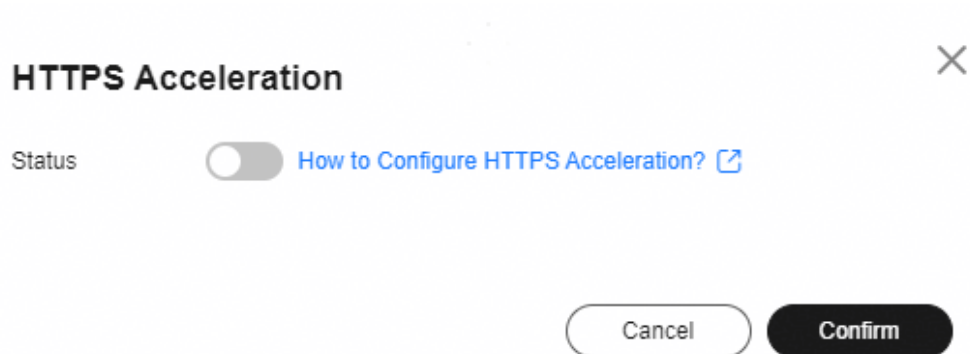 HTTPS Acceleration
Status How to Configure HTTPS Acceleration?
Cancel Confirm